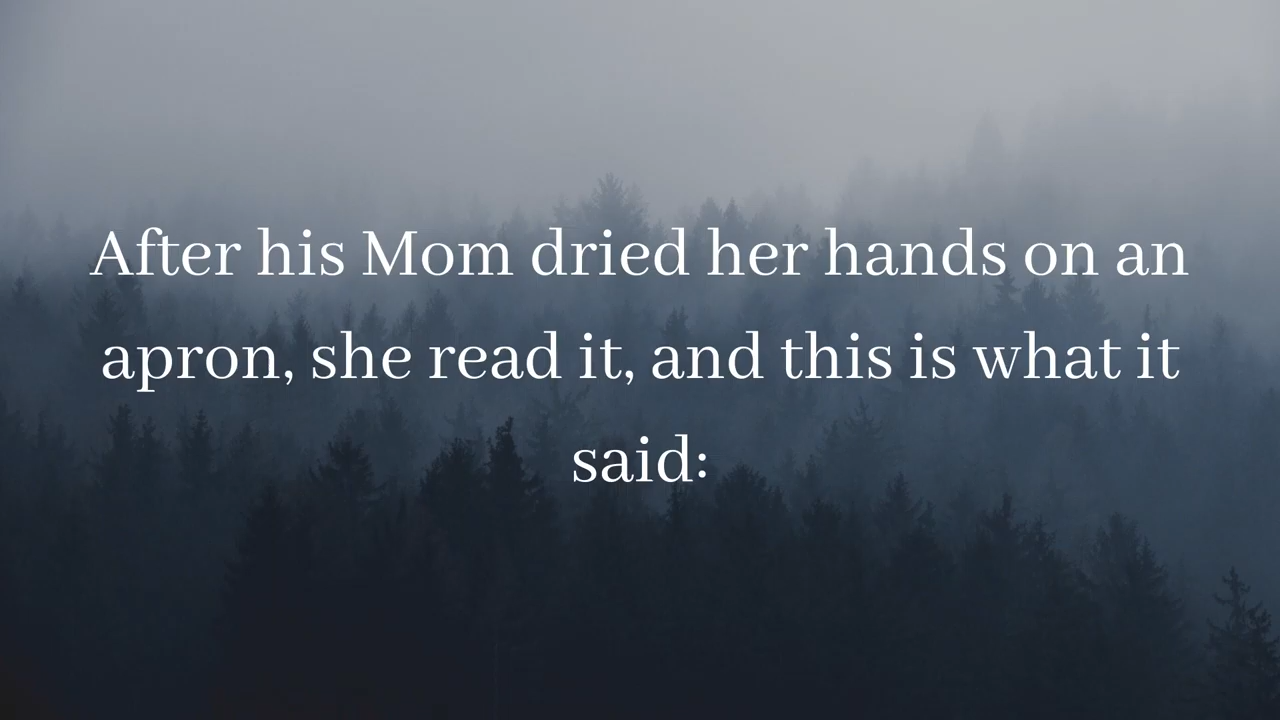 After his Mom dried her hands on an
apron, she read it, and this is what it
said: